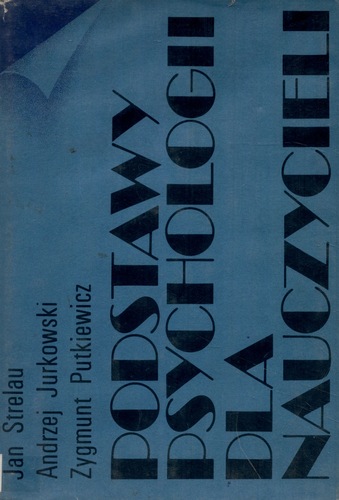 Jan Strelau
Andrzej Jurkowski
Zygmunt Putkiewicz
PODSTAWY
PSYCHOLOGII
DLA
NAUCZYCIELI